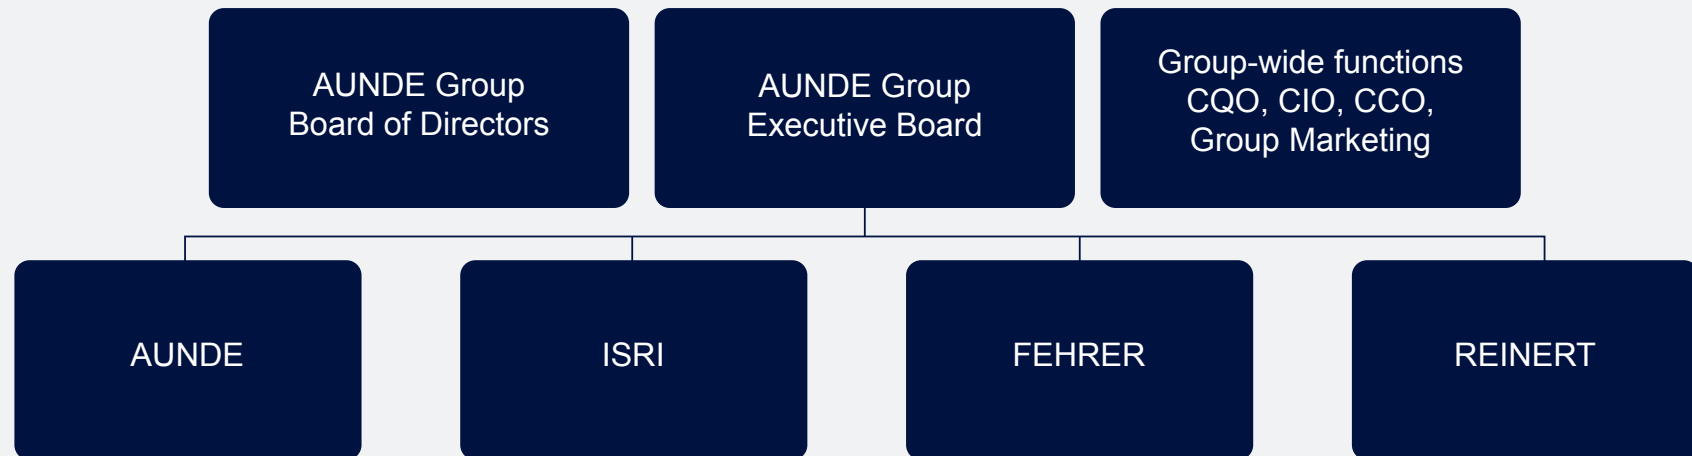 AUNDE Group
Board of Directors
AUNDE Group
Executive Board
Group-wide functions
CQO, CIO, CCO,
Group Marketing
AUNDE
ISRI
FEHRER
REINERT